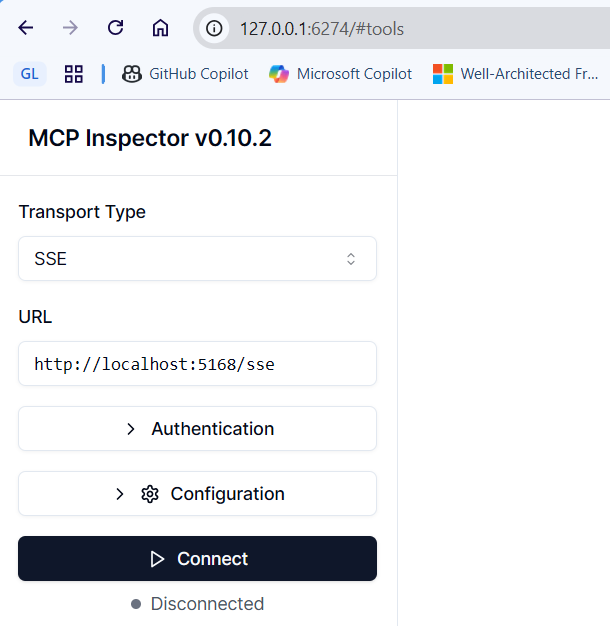 127.0.0.1:6274/#tools
GL GitHub Copilot Microsoft Copilot Well-Architected Fr...
MCP Inspector v0.10.2
Transport Type
SSE
URL
http://localhost:5168/sse
Authentication
Configuration
Connect
Disconnected